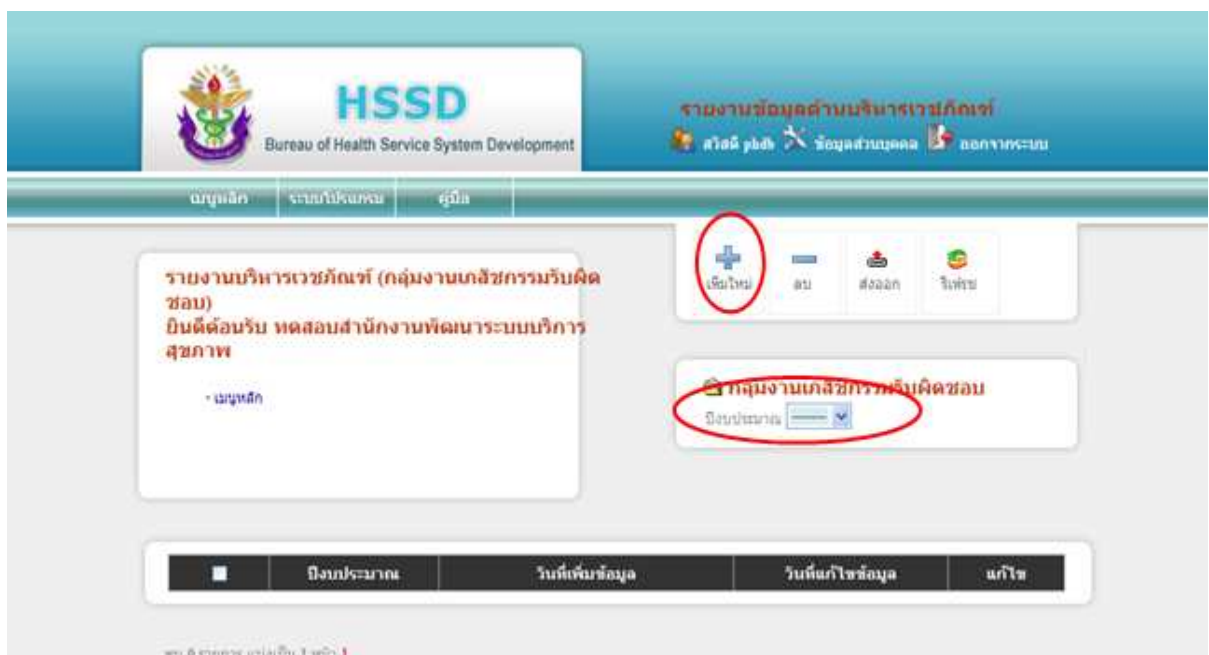 HSSD
Bureau of Health Service System Development
รายงานข้อมูลด้านบริหารเวชภัณฑ์
สวัสดี phdb ข้อมูลส่วนบุคคล ออกจากระบบ
เมนูหลัก ระบบโปรแกรม คู่มือ
รายงานบริหารเวชภัณฑ์ (กลุ่มงานเภสัชกรรมรับผิด
ชอบ)
ยินดีต้อนรับ ทดสอบสำนักงานพัฒนาระบบบริการ
สุขภาพ
· เมนูหลัก
เพิ่มใหม่ ลบ ส่งออก รีเฟรช
กลุ่มงานเภสัชกรรมรับผิดชอบ
ปีงบประมาณ
ปีงบประมาณ วันที่เพิ่มข้อมูล วันที่แก้ไขข้อมูล แก้ไข